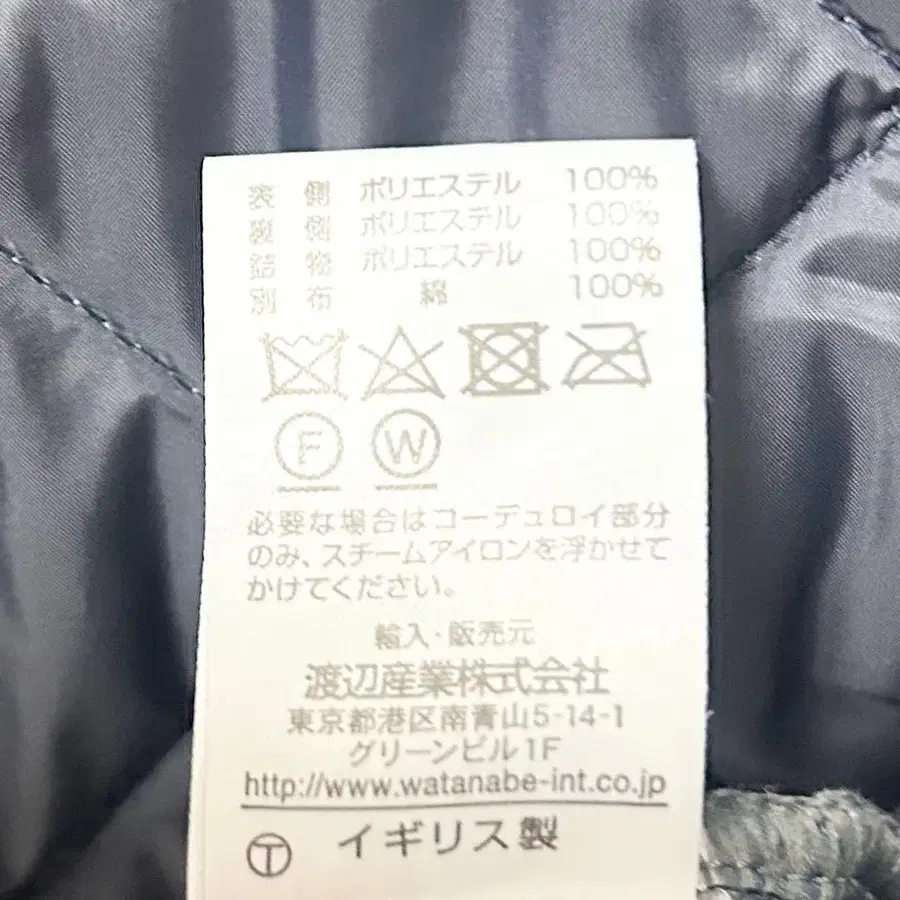 表側 ポリエステル 100%
裏側 ポリエステル 100%
詰物 ポリエステル 100%
別布 綿 100%
F W
必要な場合はコーデュロイ部分
のみ、スチームアイロンを浮かせて
かけてください。
輸入・販売元
渡辺産業株式会社
東京都港区南青山5-14-1
グリーンビル1F
http://www.watanabe-int.co.jp
T イギリス製